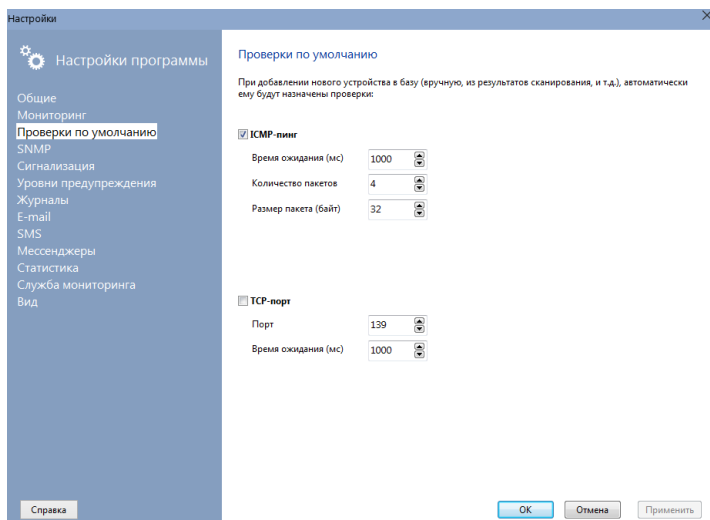 Настройки
Настройки программы
Общие
Мониторинг
Проверки по умолчанию
SNMP
Сигнализация
Уровни предупреждения
Журналы
E-mail
SMS
Мессенджеры
Статистика
Служба мониторинга
Вид
Справка
Проверки по умолчанию
При добавлении нового устройства в базу (вручную, из результатов сканирования, и т.д.), автоматически
ему будут назначены проверки:
ICMP-пинг
Время ожидания (мс) 1000
Количество пакетов 4
Размер пакета (байт) 32
TCP-порт
Порт 139
Время ожидания (мс) 1000
OK Отмена Применить